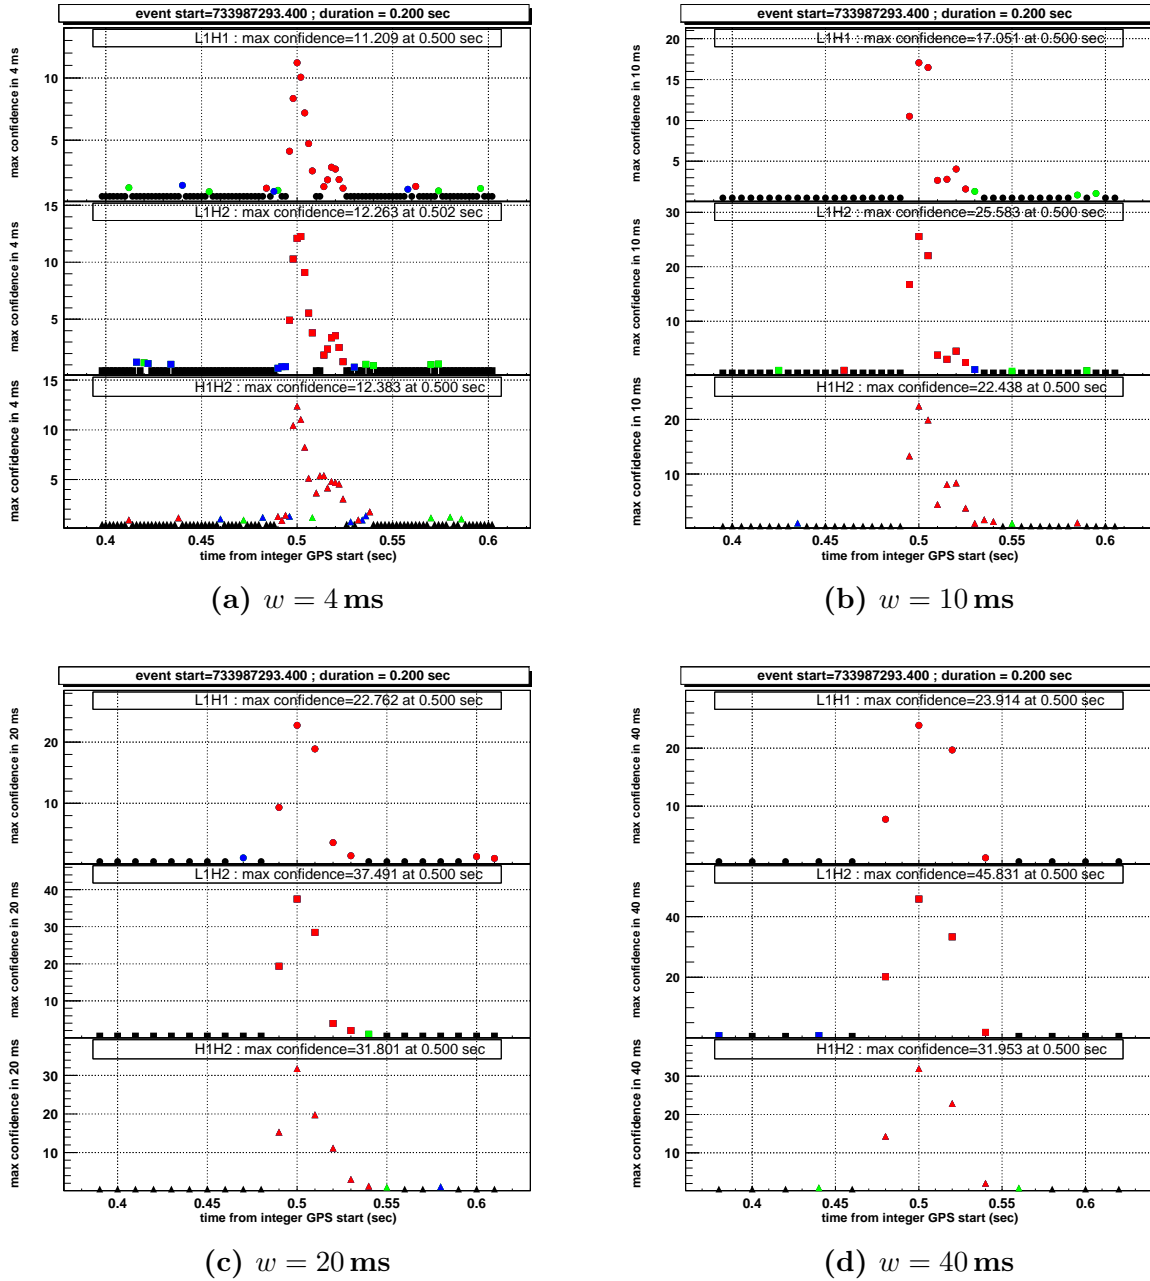 event start=733987293.400 ; duration = 0.200 sec
L1H1 : max confidence=11.209 at 0.500 sec
max confidence in 4 ms
10
5
L1H2 : max confidence=12.263 at 0.502 sec
max confidence in 4 ms
15
10
5
H1H2 : max confidence=12.383 at 0.500 sec
max confidence in 4 ms
15
10
5
0.4 0.45 0.5 0.55 0.6
time from integer GPS start (sec)
(a) w = 4 ms
event start=733987293.400 ; duration = 0.200 sec
L1H1 : max confidence=17.051 at 0.500 sec
max confidence in 10 ms
20
15
10
5
L1H2 : max confidence=25.583 at 0.500 sec
max confidence in 10 ms
30
20
10
H1H2 : max confidence=22.438 at 0.500 sec
max confidence in 10 ms
20
10
0.4 0.45 0.5 0.55 0.6
time from integer GPS start (sec)
(b) w = 10 ms
event start=733987293.400 ; duration = 0.200 sec
L1H1 : max confidence=22.762 at 0.500 sec
max confidence in 20 ms
20
10
L1H2 : max confidence=37.491 at 0.500 sec
max confidence in 20 ms
40
30
20
10
H1H2 : max confidence=31.801 at 0.500 sec
max confidence in 20 ms
30
20
10
0.4 0.45 0.5 0.55 0.6
time from integer GPS start (sec)
(c) w = 20 ms
event start=733987293.400 ; duration = 0.200 sec
L1H1 : max confidence=23.914 at 0.500 sec
max confidence in 40 ms
20
10
L1H2 : max confidence=45.831 at 0.500 sec
max confidence in 40 ms
40
20
H1H2 : max confidence=31.953 at 0.500 sec
max confidence in 40 ms
30
20
10
0.4 0.45 0.5 0.55 0.6
time from integer GPS start (sec)
(d) w = 40 ms